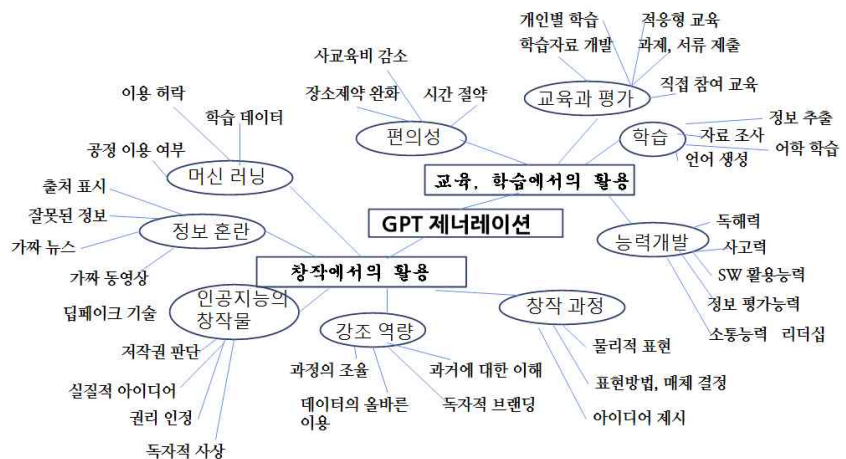 개인별 학습
적응형 교육
학습자료 개발
과제, 서류 제출
사교육비 감소
교육과 평가
직접 참여 교육
장소제약 완화
시간 절약
이용 허락
학습 데이터
편의성
학습
정보 추출
자료 조사
어학 학습
언어 생성
공정 이용 여부
머신 러닝
교육, 학습에서의 활용
출처 표시
잘못된 정보
정보 혼란
GPT 제너레이션
독해력
능력개발
사고력
가짜 뉴스
창작에서의 활용
SW 활용능력
가짜 동영상
인공지능의
창작물
딥페이크 기술
강조 역량
창작 과정
정보 평가능력
소통능력 리더십
저작권 판단
물리적 표현
과정의 조율
과거에 대한 이해
실질적 아이디어
표현방법, 매체 결정
데이터의 올바른
이용
독자적 브랜딩
권리 인정
아이디어 제시
독자적 사상